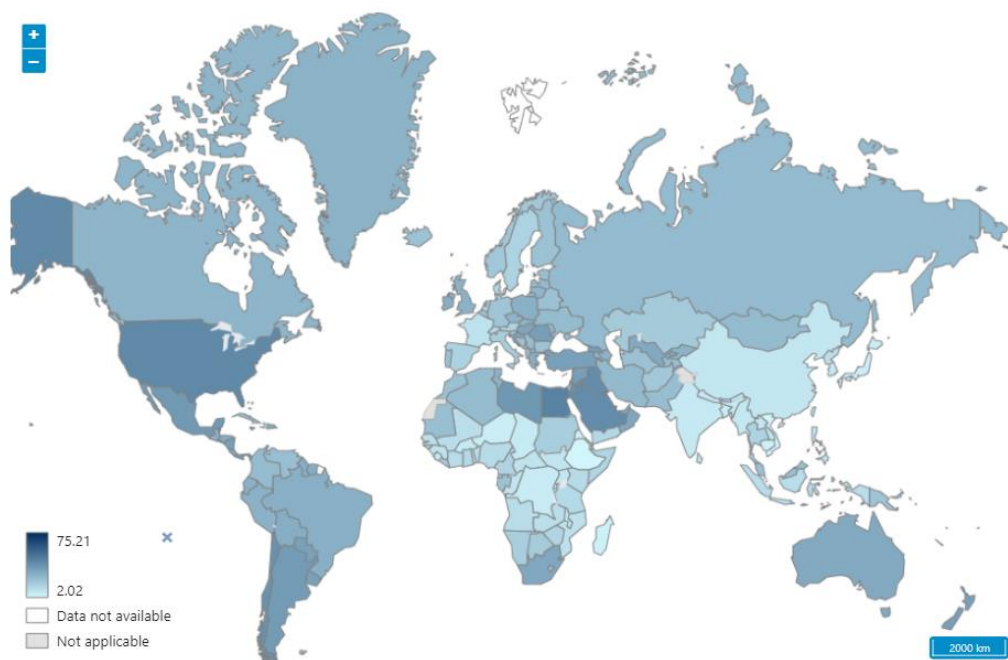 +
−
75.21
2.02
Data not available
Not applicable
2000 km